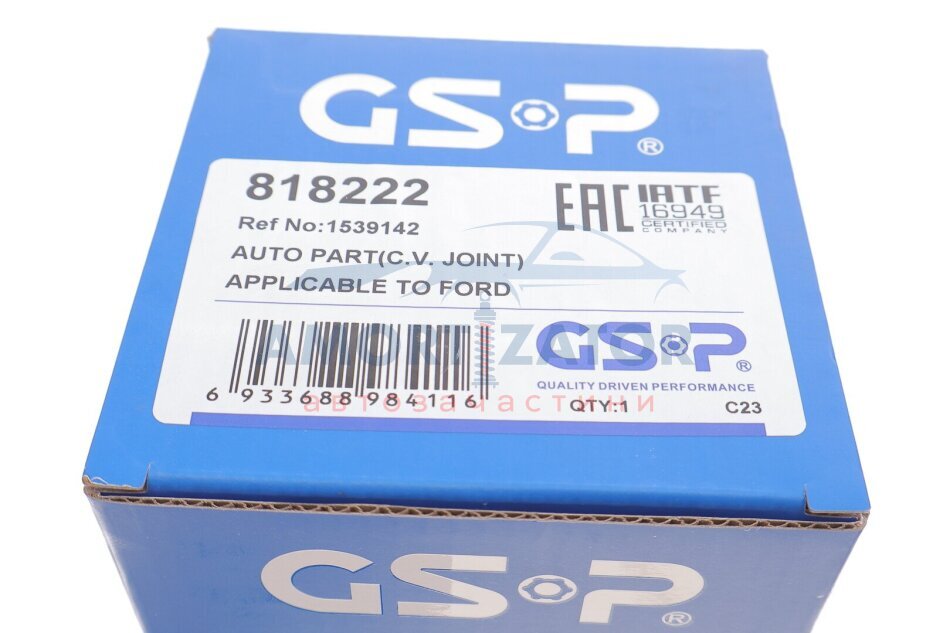 GSP®
818222
EAC
IATF
16949
CERTIFIED
COMPANY
Ref No:1539142
AUTO PART(C.V. JOINT)
APPLICABLE TO FORD
AMORTIZATOR
автозапчастини
6 933688 984116
GSP®
QUALITY DRIVEN PERFORMANCE
QTY:1
C23
GSP®